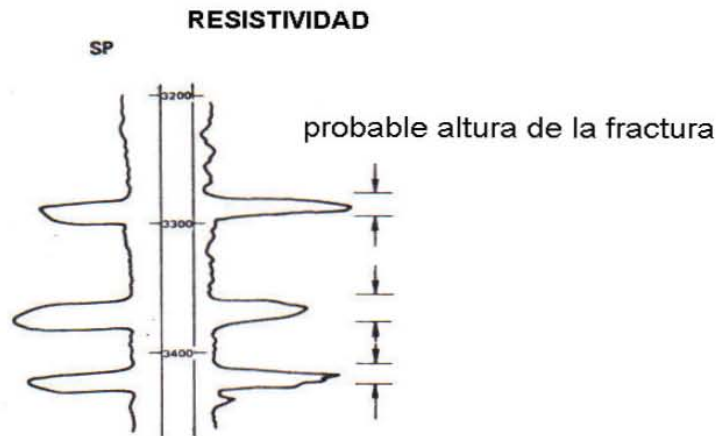 RESISTIVIDAD
SP
3200
probable altura de la fractura
3300
3400